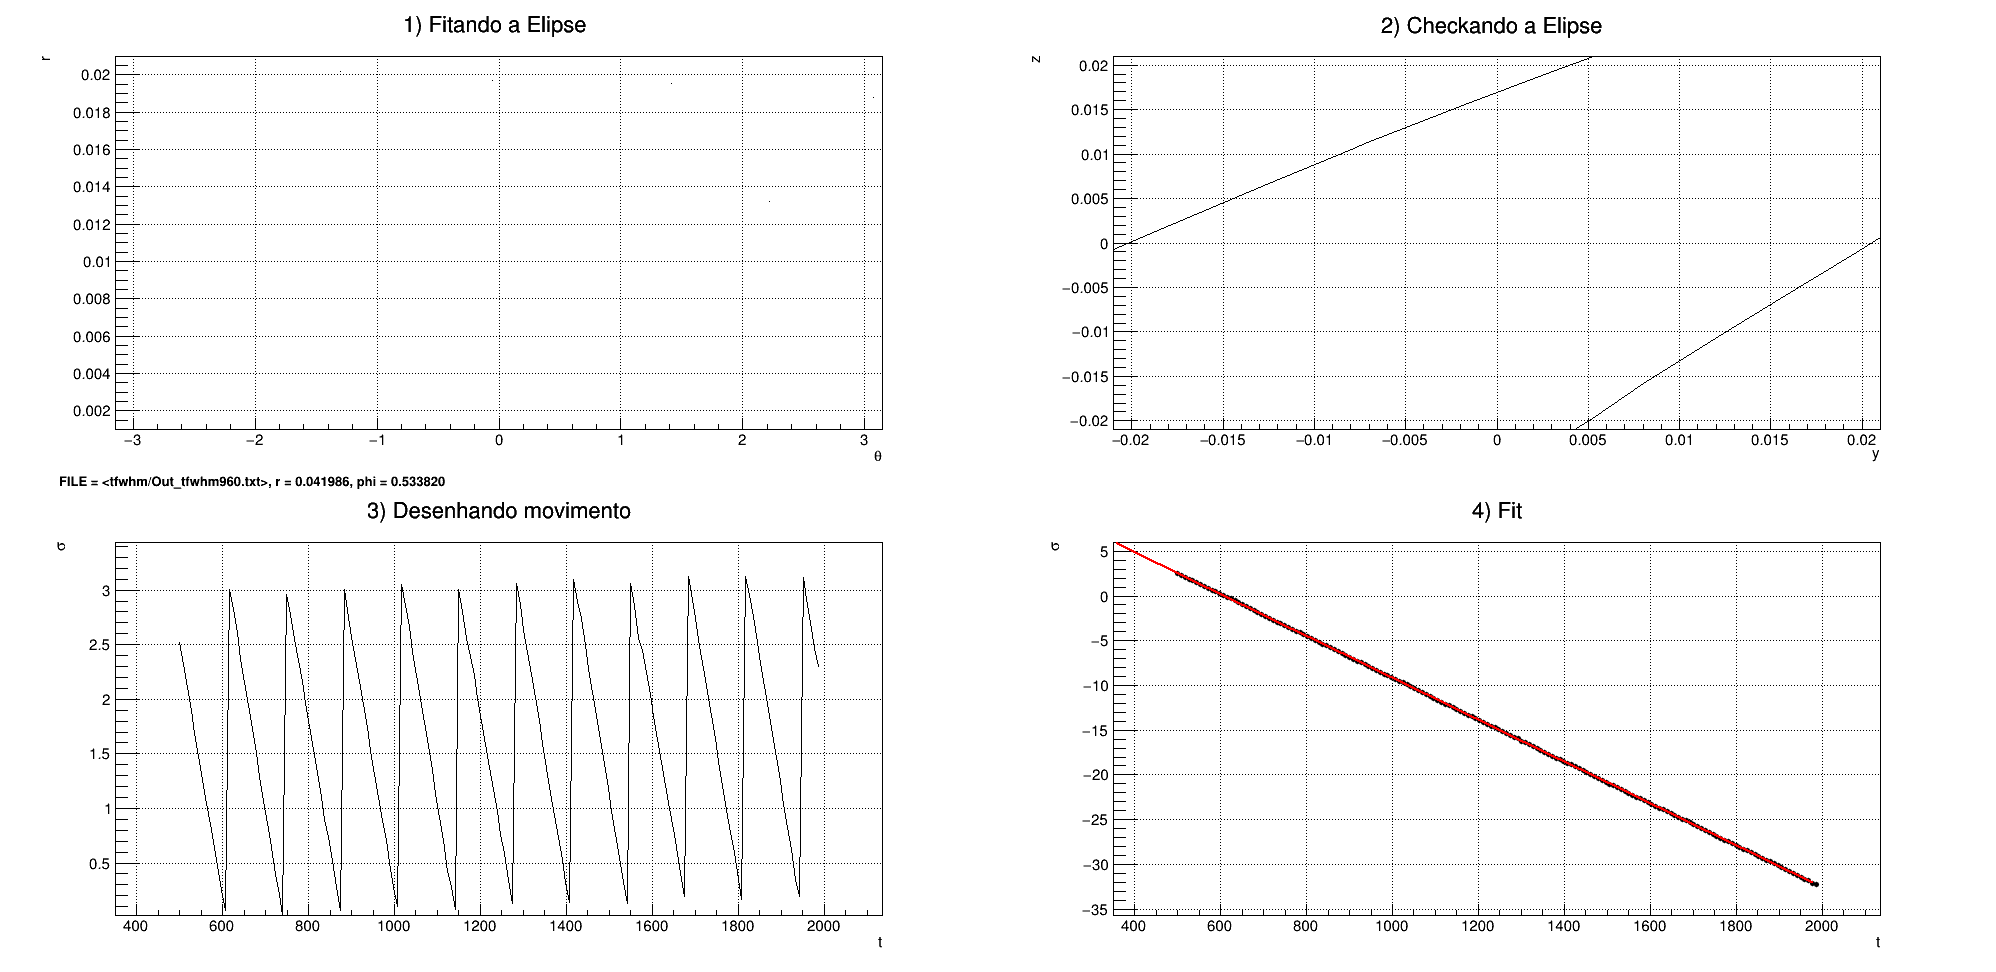 1) Fitando a Elipse
r
0.02
0.018
0.016
0.014
0.012
0.01
0.008
0.006
0.004
0.002
−3 −2 −1 0 1 2 3
θ
2) Checkando a Elipse
z
0.02
0.015
0.01
0.005
0
−0.005
−0.01
−0.015
−0.02
−0.02 −0.015 −0.01 −0.005 0 0.005 0.01 0.015 0.02
y
FILE = <tfwhm/Out_tfwhm960.txt>, r = 0.041986, phi = 0.533820
3) Desenhando movimento
σ
3
2.5
2
1.5
1
0.5
400 600 800 1000 1200 1400 1600 1800 2000
t
4) Fit
σ
5
0
−5
−10
−15
−20
−25
−30
−35
400 600 800 1000 1200 1400 1600 1800 2000
t